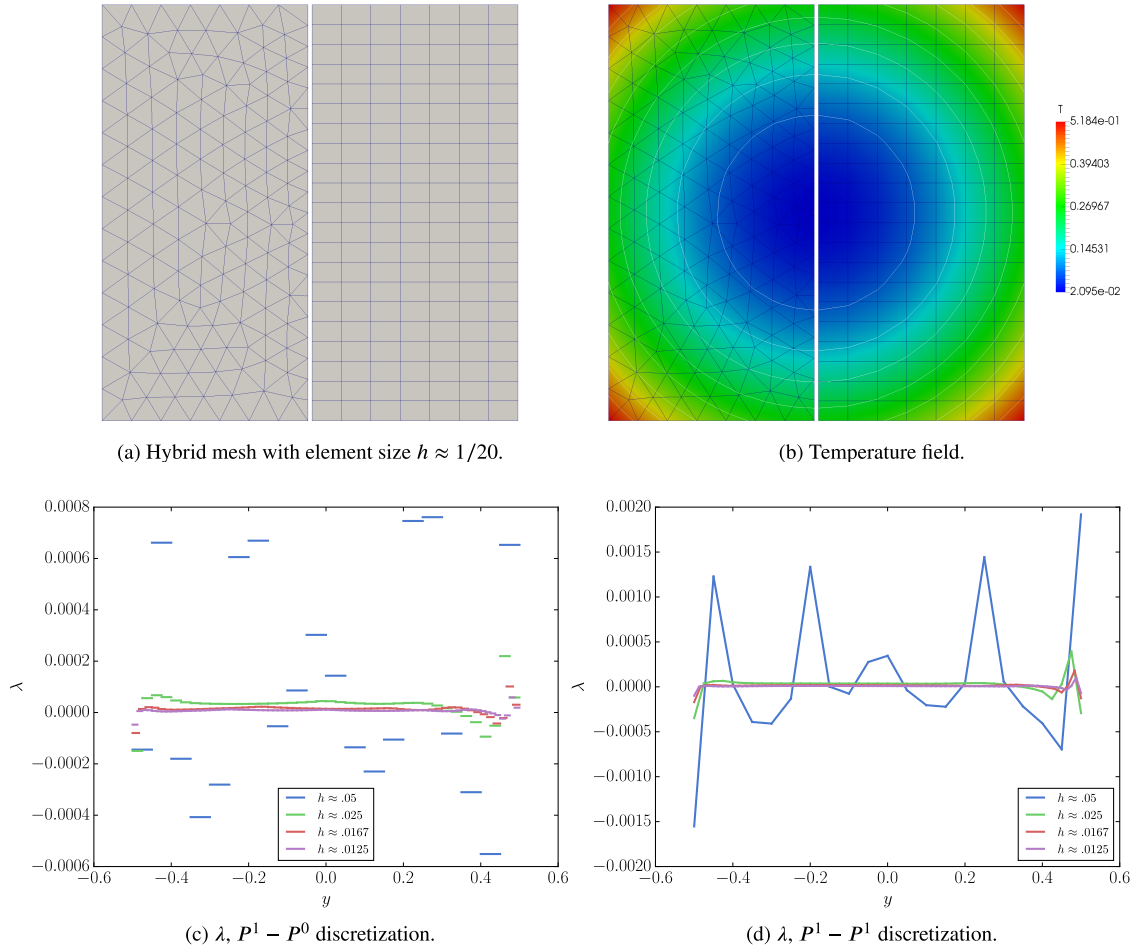 T
5.184e-01
0.39403
0.26967
0.14531
2.095e-02
(a) Hybrid mesh with element size h ≈ 1/20.
(b) Temperature field.
0.0008
0.0006
0.0004
0.0002
0.0000
−0.0002
−0.0004
−0.0006
λ
−0.6
−0.4
−0.2
0.0
0.2
0.4
0.6
y
h ≈ .05
h ≈ .025
h ≈ .0167
h ≈ .0125
(c) λ, P¹ − P⁰ discretization.
0.0020
0.0015
0.0010
0.0005
0.0000
−0.0005
−0.0010
−0.0015
−0.0020
λ
−0.6
−0.4
−0.2
0.0
0.2
0.4
0.6
y
h ≈ .05
h ≈ .025
h ≈ .0167
h ≈ .0125
(d) λ, P¹ − P¹ discretization.